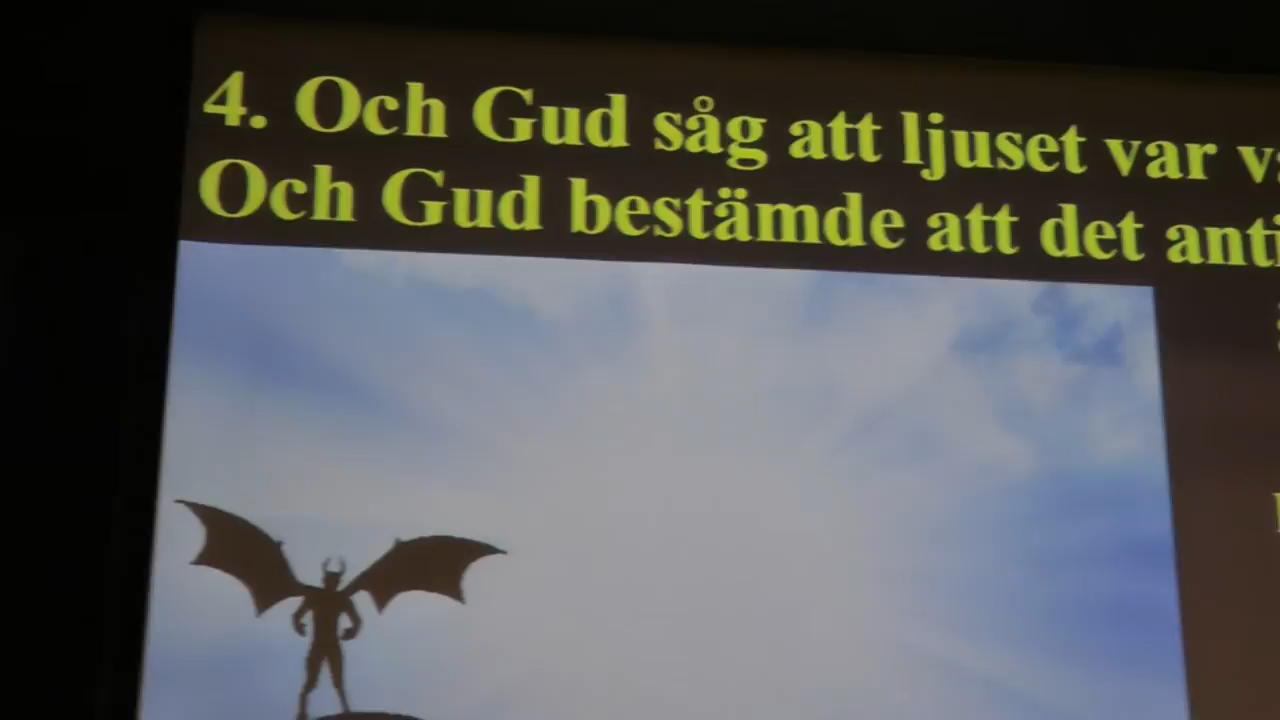 4. Och Gud såg att ljuset var
Och Gud bestämde att det